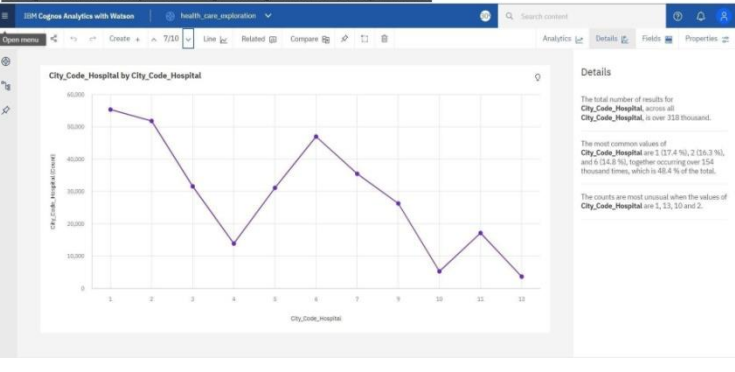 IBM Cognos Analytics with Watson
health_care_exploration
Search content
Open menu
Create
7/10
Line
Related
Compare
Analytics
Details
Fields
Properties
City_Code_Hospital by City_Code_Hospital
60,000
50,000
40,000
30,000
20,000
10,000
0
City_Code_Hospital (Count)
1 2 3 4 5 6 7 9 10 11 13
City_Code_Hospital
Details
The total number of results for
City_Code_Hospital, across all
City_Code_Hospital, is over 318 thousand.
The most common values of
City_Code_Hospital are 1 (17.4 %), 2 (16.3 %),
and 6 (14.8 %), together occurring over 154
thousand times, which is 48.4 % of the total.
The counts are most unusual when the values of
City_Code_Hospital are 1, 13, 10 and 2.